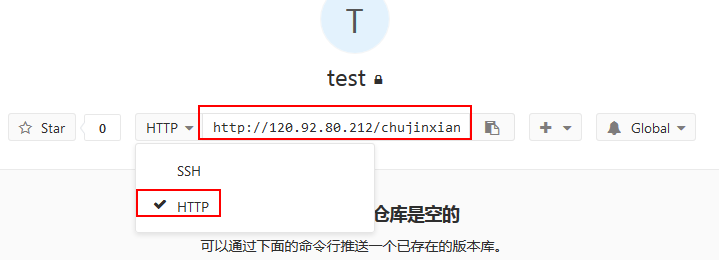 T
test
Star 0 HTTP http://120.92.80.212/chujinxian Global
SSH
HTTP
仓库是空的
可以通过下面的命令行推送一个已存在的版本库。